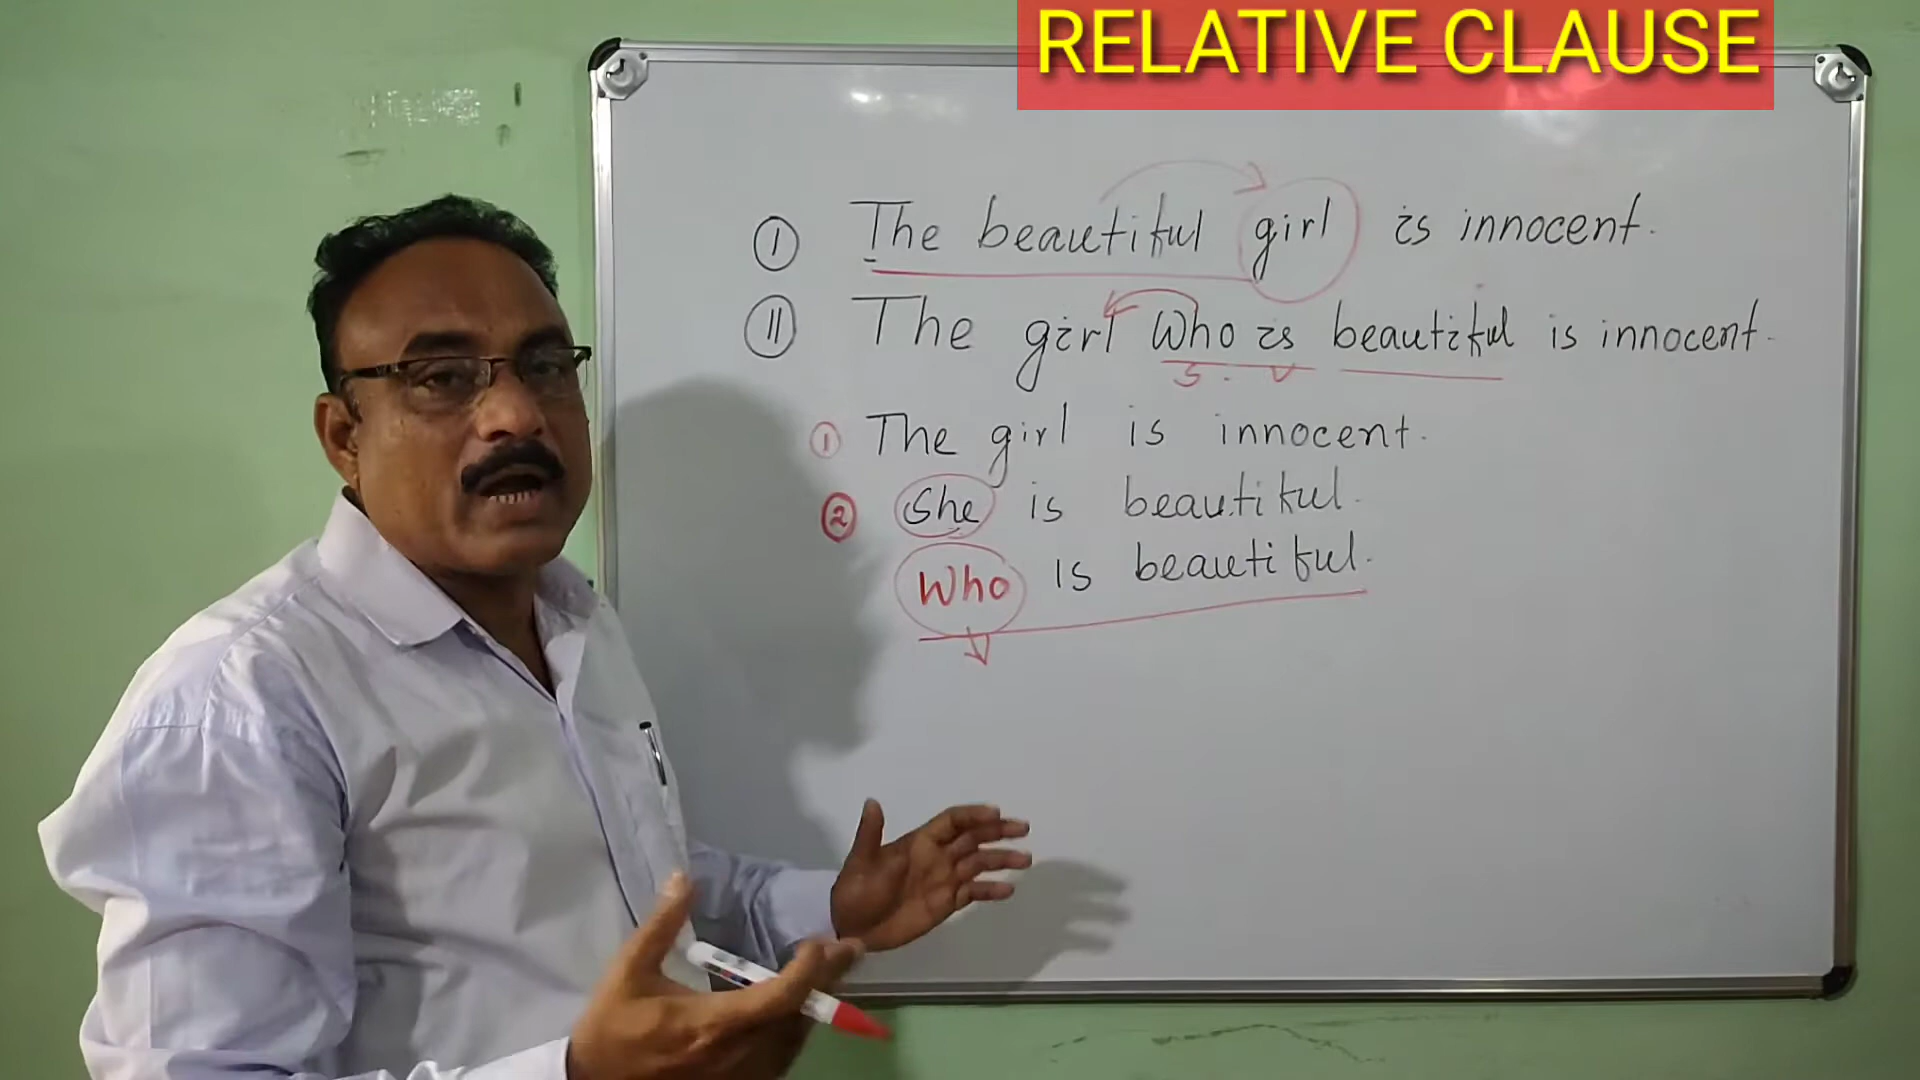 RELATIVE CLAUSE
I The beautiful girl is innocent.
II The girl Who is beautiful is innocent.
S. V
1 The girl is innocent.
2 She is beautiful.
Who is beautiful.